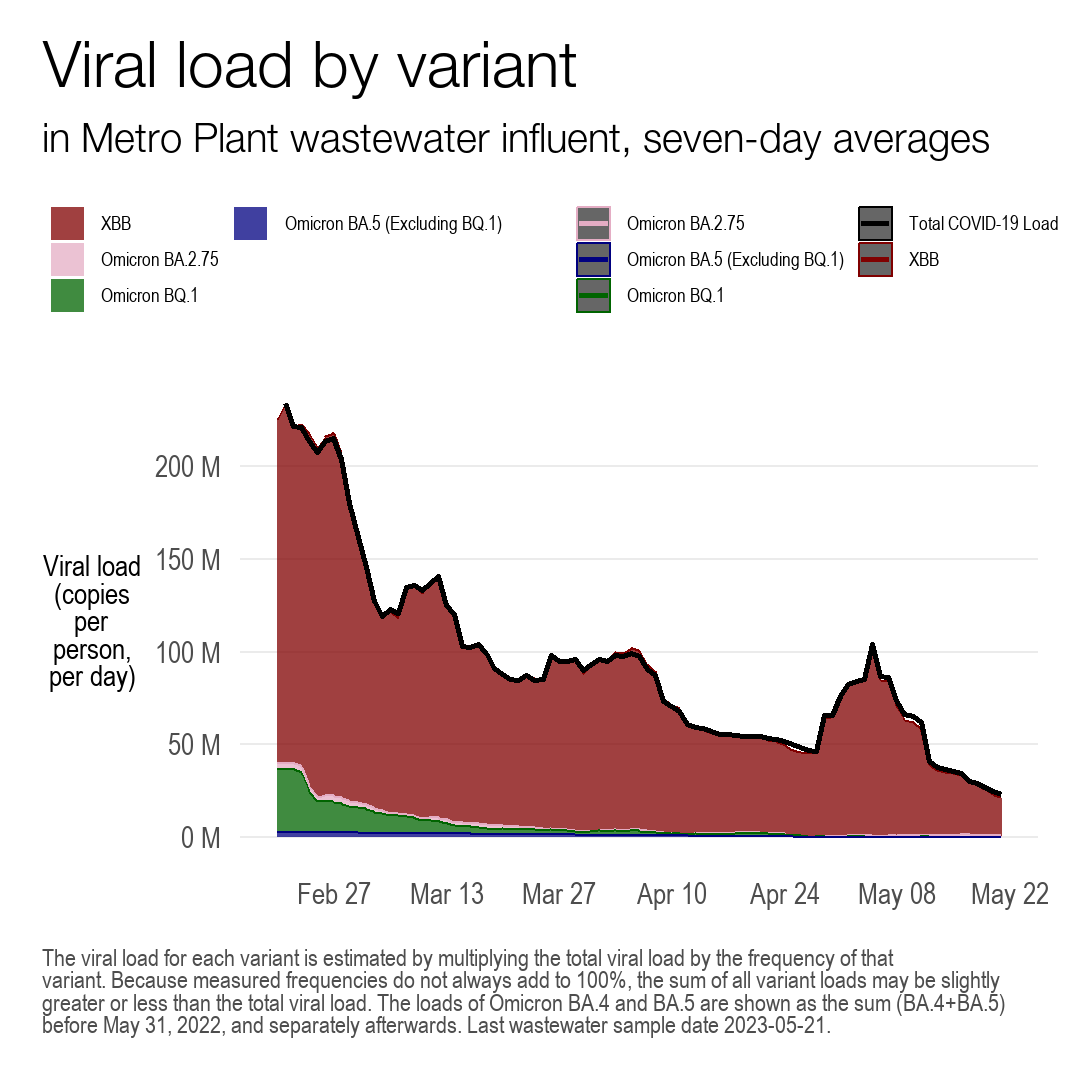 Viral load by variant
in Metro Plant wastewater influent, seven-day averages
XBB
Omicron BA.5 (Excluding BQ.1)
Omicron BA.2.75
Total COVID-19 Load
Omicron BA.2.75
Omicron BA.5 (Excluding BQ.1)
XBB
Omicron BQ.1
Omicron BQ.1
200 M
150 M
100 M
50 M
0 M
Viral load
(copies
per
person,
per day)
Feb 27
Mar 13
Mar 27
Apr 10
Apr 24
May 08
May 22
The viral load for each variant is estimated by multiplying the total viral load by the frequency of that
variant. Because measured frequencies do not always add to 100%, the sum of all variant loads may be slightly
greater or less than the total viral load. The loads of Omicron BA.4 and BA.5 are shown as the sum (BA.4+BA.5)
before May 31, 2022, and separately afterwards. Last wastewater sample date 2023-05-21.